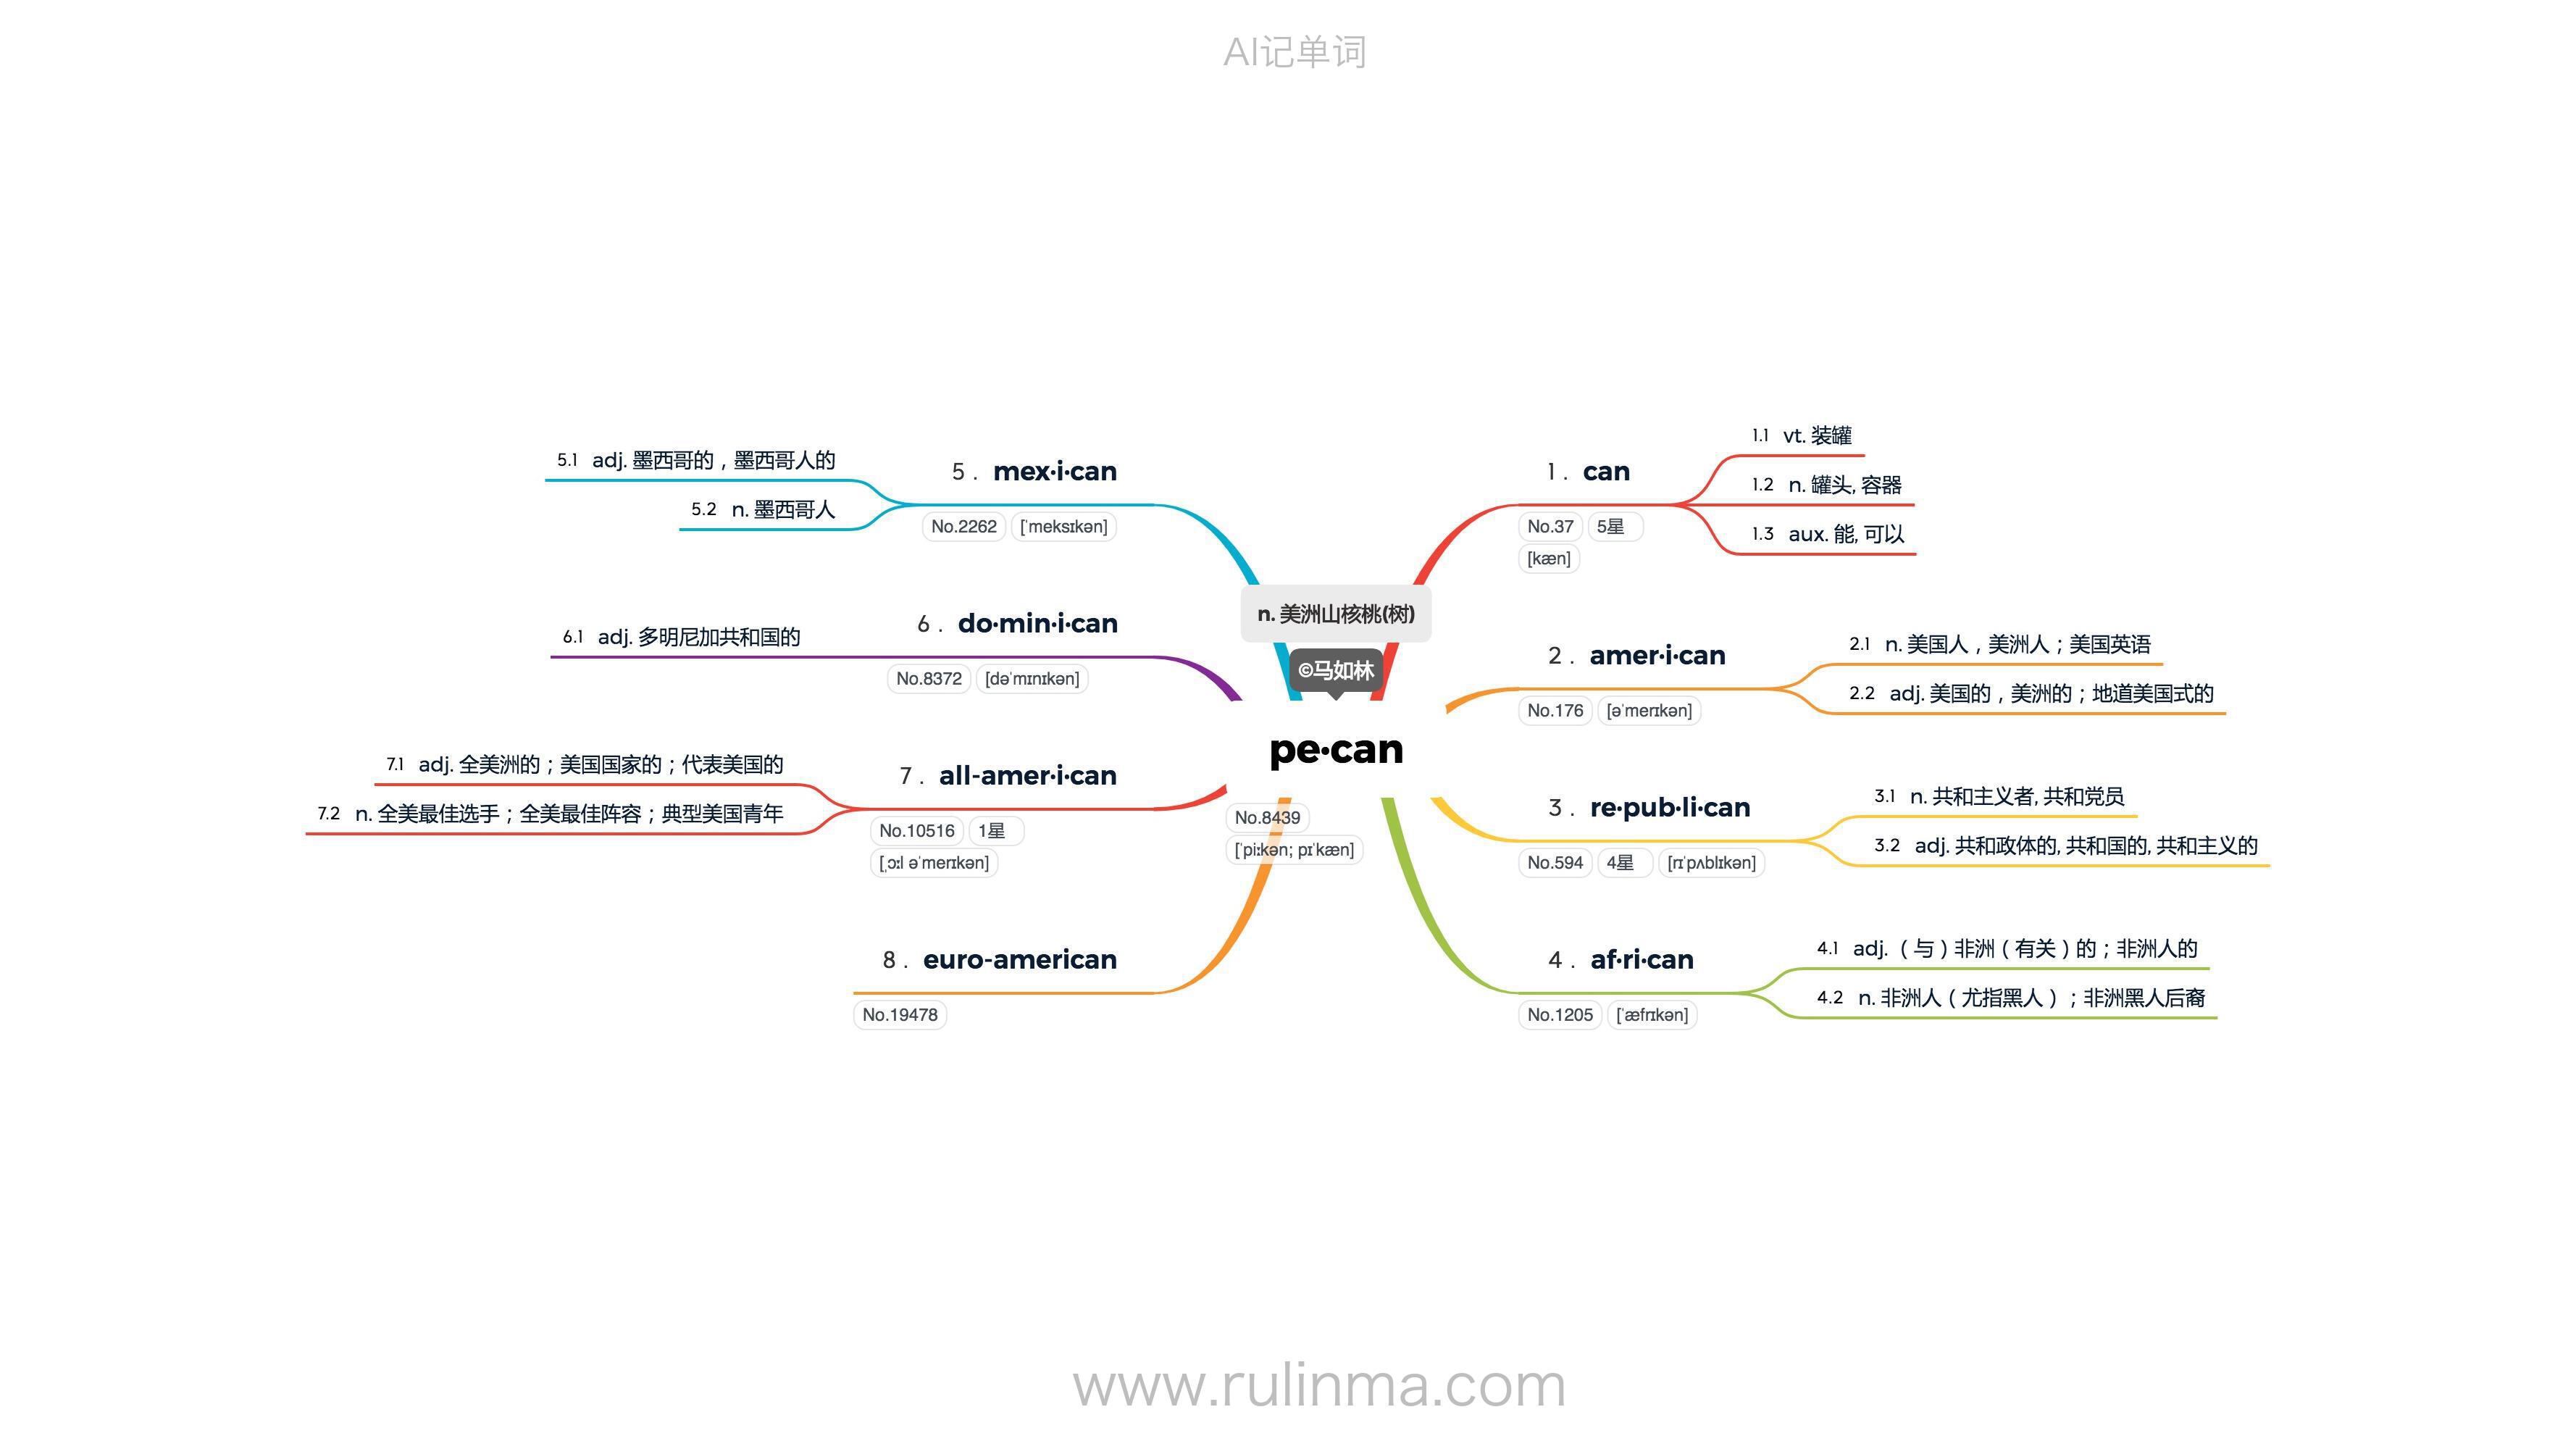 AI记单词
n. 美洲山核桃(树)
©马如林
pe·can
No.8439
[ˈpiːkən; pɪˈkæn]
1 . can
No.37 5星
[kæn]
1.1 vt. 装罐
1.2 n. 罐头, 容器
1.3 aux. 能, 可以
2 . amer·i·can
No.176 [əˈmerɪkən]
2.1 n. 美国人，美洲人；美国英语
2.2 adj. 美国的，美洲的；地道美国式的
3 . re·pub·li·can
No.594 4星 [rɪˈpʌblɪkən]
3.1 n. 共和主义者, 共和党员
3.2 adj. 共和政体的, 共和国的, 共和主义的
4 . af·ri·can
No.1205 [ˈæfrɪkən]
4.1 adj.（与）非洲（有关）的；非洲人的
4.2 n. 非洲人（尤指黑人）；非洲黑人后裔
5 . mex·i·can
No.2262 [ˈmeksɪkən]
5.1 adj. 墨西哥的，墨西哥人的
5.2 n. 墨西哥人
6 . do·min·i·can
No.8372 [dəˈmɪnɪkən]
6.1 adj. 多明尼加共和国的
7 . all-amer·i·can
No.10516 1星
[ˌɔːl əˈmerɪkən]
7.1 adj. 全美洲的；美国国家的；代表美国的
7.2 n. 全美最佳选手；全美最佳阵容；典型美国青年
8 . euro-american
No.19478
www.rulinma.com